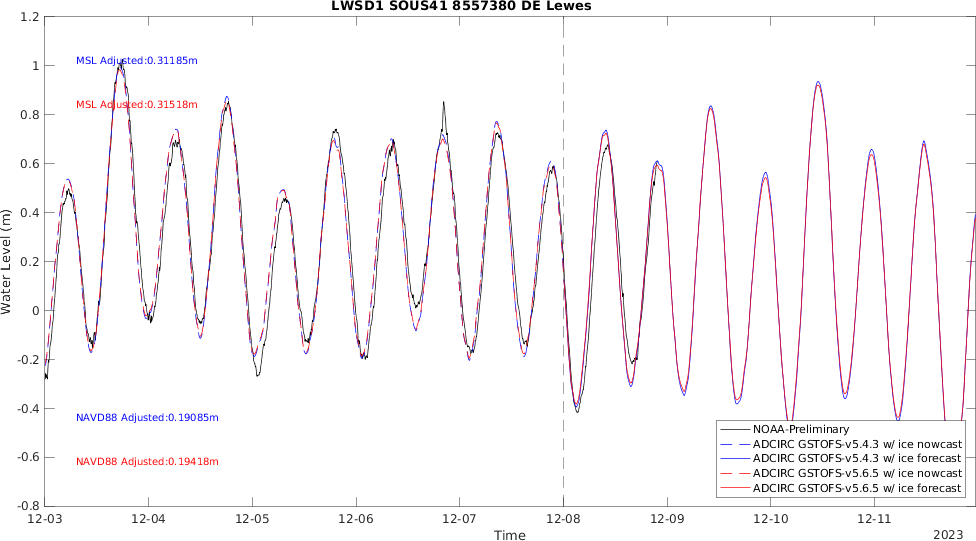 LWSD1 SOUS41 8557380 DE Lewes
1.2
1
0.8
0.6
0.4
0.2
0
-0.2
-0.4
-0.6
-0.8
Water Level (m)
MSL Adjusted:0.31185m
MSL Adjusted:0.31518m
NAVD88 Adjusted:0.19085m
NAVD88 Adjusted:0.19418m
NOAA-Preliminary
ADCIRC GSTOFS-v5.4.3 w/ ice nowcast
ADCIRC GSTOFS-v5.4.3 w/ ice forecast
ADCIRC GSTOFS-v5.6.5 w/ ice nowcast
ADCIRC GSTOFS-v5.6.5 w/ ice forecast
12-03 12-04 12-05 12-06 12-07 12-08 12-09 12-10 12-11
Time
2023